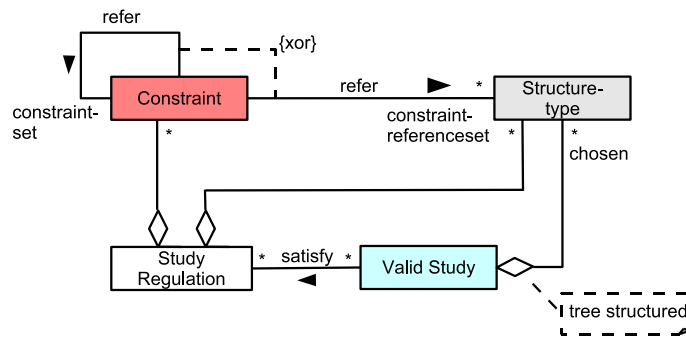 refer
{xor}
Constraint
refer
*
Structure-
type
constraint-
set
constraint-
referenceset
*
*
*
chosen
Study
Regulation
*
satisfy
*
Valid Study
tree structured